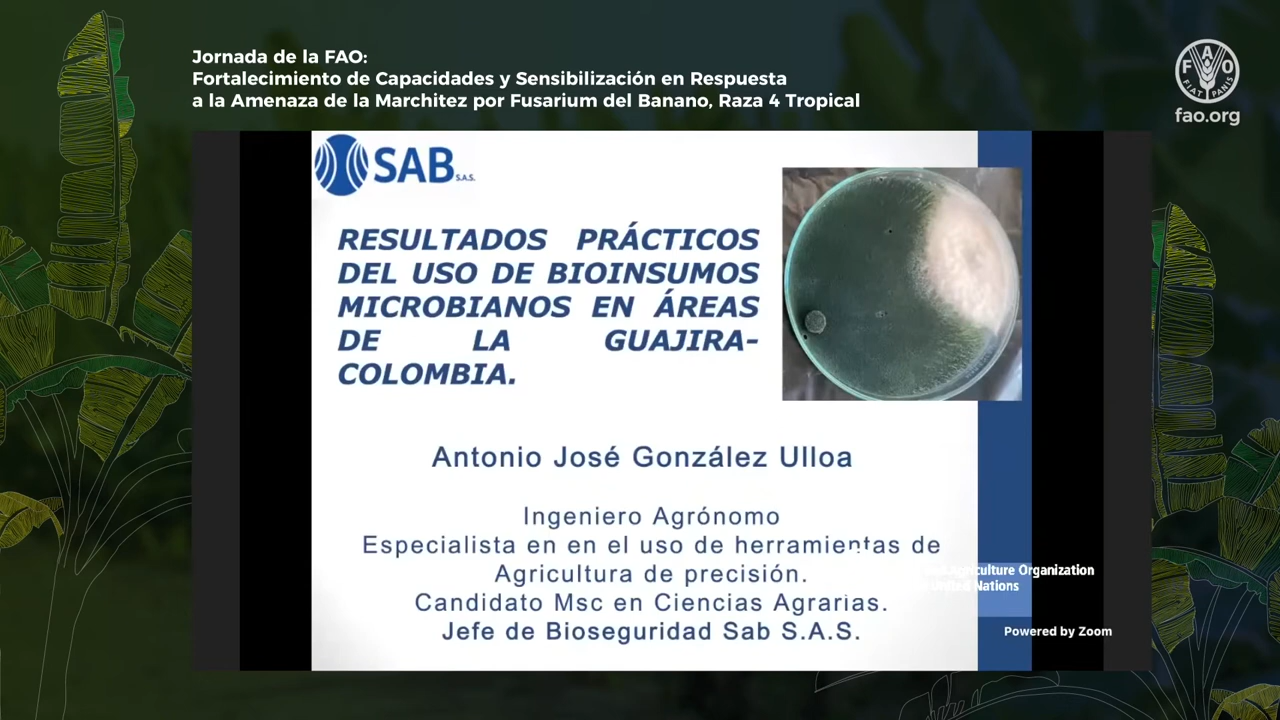 Jornada de la FAO:
Fortalecimiento de Capacidades y Sensibilización en Respuesta
a la Amenaza de la Marchitez por Fusarium del Banano, Raza 4 Tropical
F A O
FIAT PANIS
fao.org
SAB S.A.S.
RESULTADOS PRÁCTICOS
DEL USO DE BIOINSUMOS
MICROBIANOS EN ÁREAS
DE LA GUAJIRA-
COLOMBIA.
Antonio José González Ulloa
Ingeniero Agrónomo
Especialista en en el uso de herramientas de
Agricultura de precisión.
Candidato Msc en Ciencias Agrarias.
Jefe de Bioseguridad Sab S.A.S.
Agriculture Organization
United Nations
Powered by Zoom